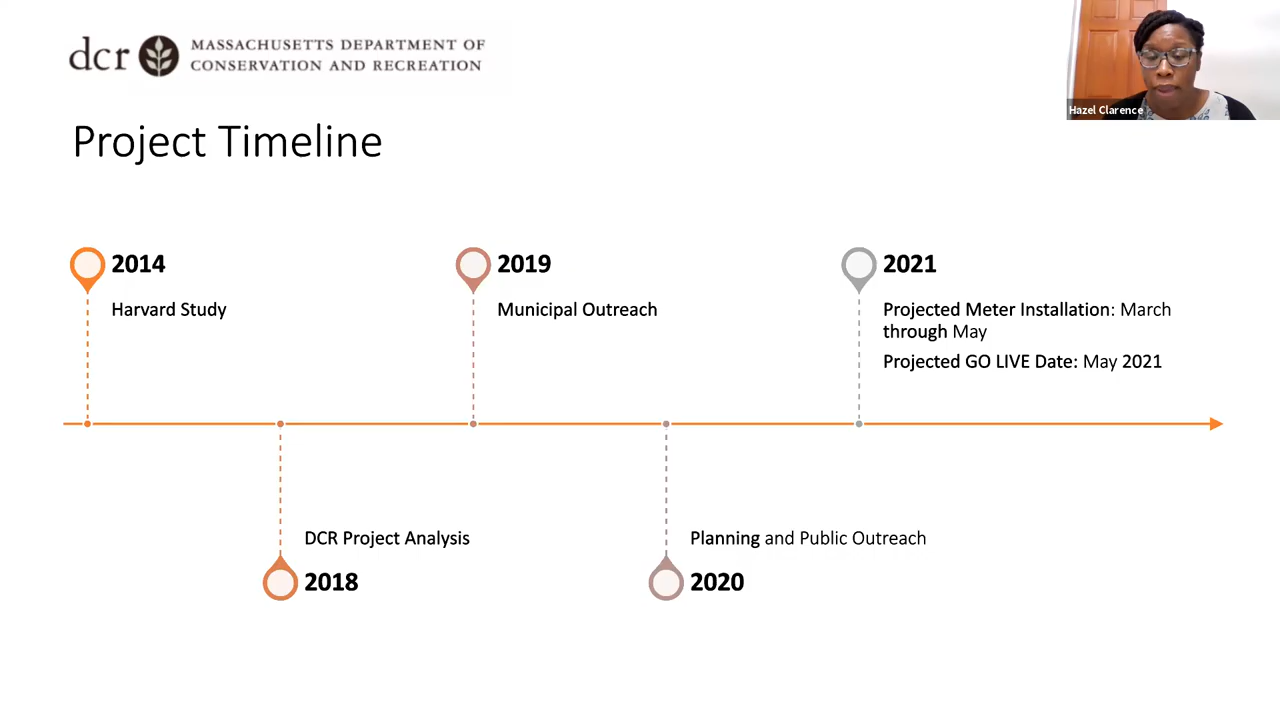 dcr MASSACHUSETTS DEPARTMENT OF
CONSERVATION AND RECREATION
Hazel Clarence
Project Timeline
2014
Harvard Study
2019
Municipal Outreach
2021
Projected Meter Installation: March
through May
Projected GO LIVE Date: May 2021
DCR Project Analysis
2018
Planning and Public Outreach
2020